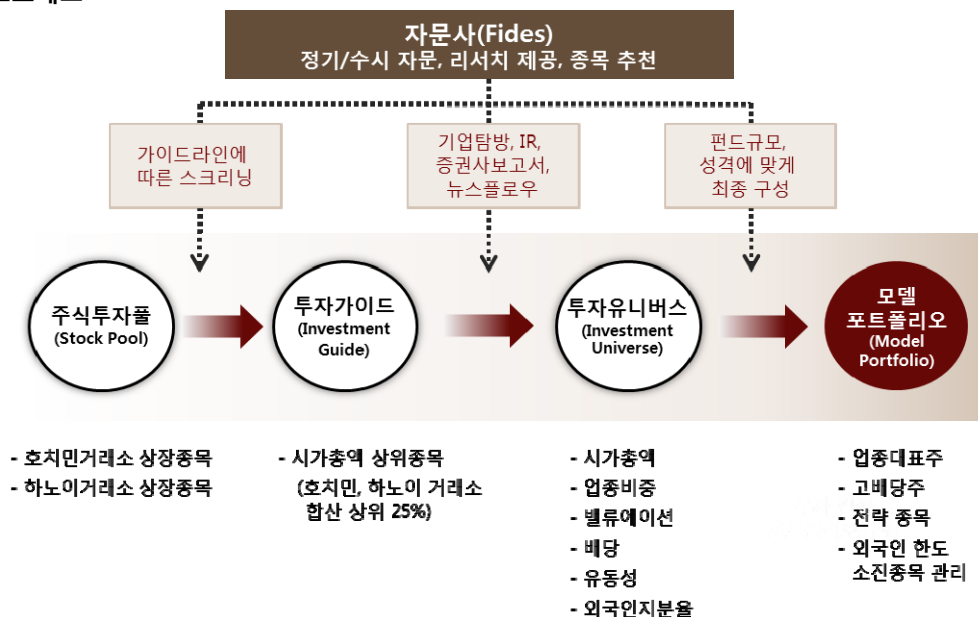 자문사(Fides)
정기/수시 자문, 리서치 제공, 종목 추천
가이드라인에
따른 스크리닝
기업탐방, IR,
증권사보고서,
뉴스플로우
펀드규모,
성격에 맞게
최종 구성
주식투자풀
(Stock Pool)
투자가이드
(Investment
Guide)
투자유니버스
(Investment
Universe)
모델
포트폴리오
(Model
Portfolio)
- 호치민거래소 상장종목
- 하노이거래소 상장종목
- 시가총액 상위종목
(호치민, 하노이 거래소
합산 상위 25%)
- 시가총액
- 업종비중
- 밸류에이션
- 배당
- 유동성
- 외국인지분율
- 업종대표주
- 고배당주
- 전략 종목
- 외국인 한도
소진종목 관리